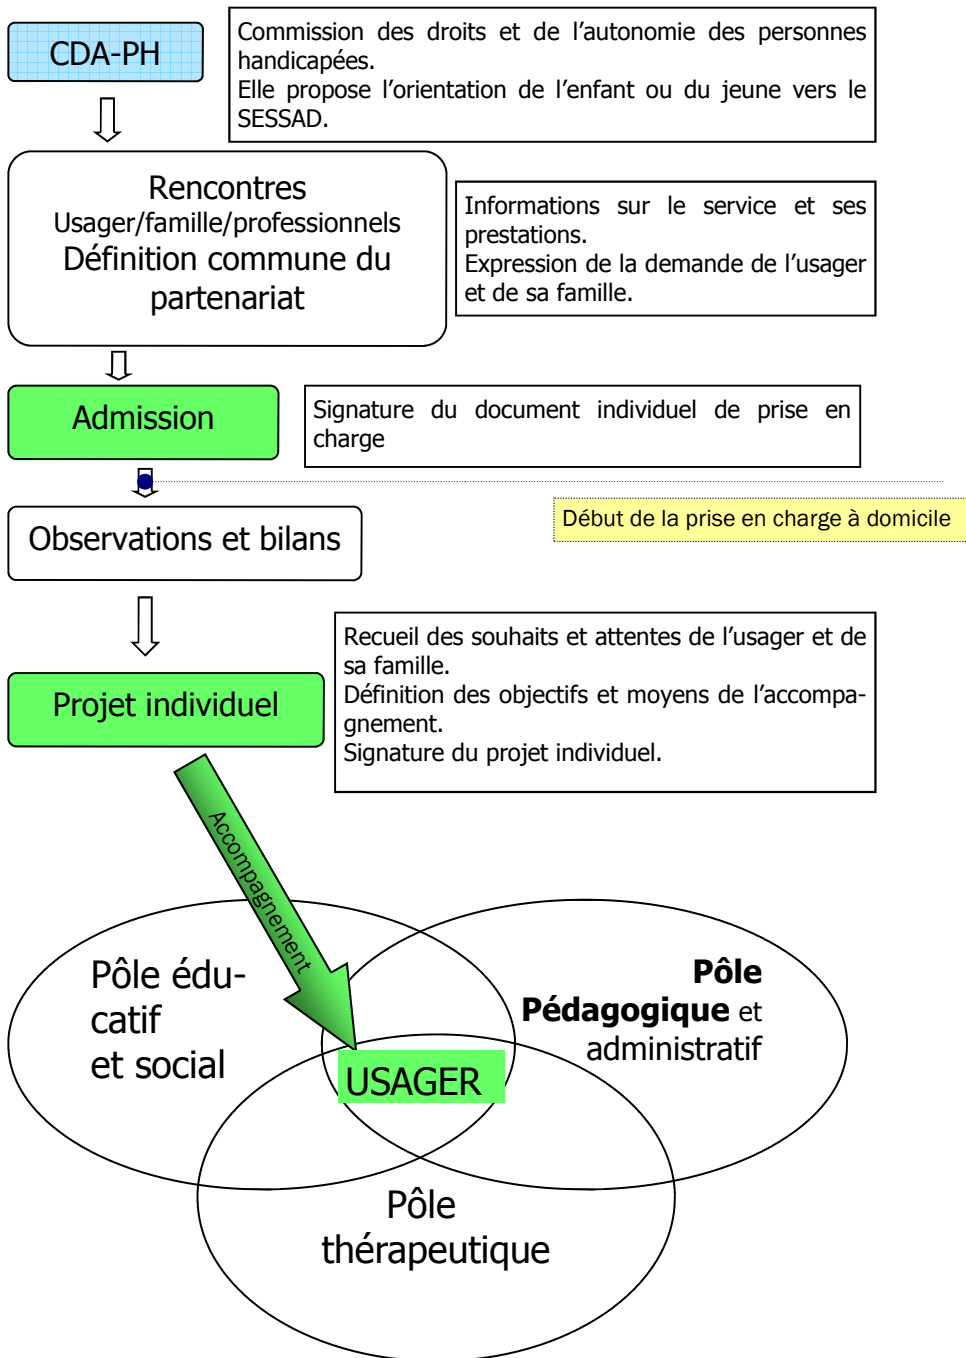 CDA-PH
Commission des droits et de l'autonomie des personnes
handicapées.
Elle propose l'orientation de l'enfant ou du jeune vers le
SESSAD.
Rencontres
Usager/famille/professionnels
Définition commune du
partenariat
Informations sur le service et ses
prestations.
Expression de la demande de l'usager
et de sa famille.
Admission
Signature du document individuel de prise en
charge
Début de la prise en charge à domicile
Observations et bilans
Recueil des souhaits et attentes de l'usager et de
sa famille.
Définition des objectifs et moyens de l'accompa-
gnement.
Signature du projet individuel.
Projet individuel
Accompagnement
Pôle édu-
catif
et social
Pôle
Pédagogique et
administratif
USAGER
Pôle
thérapeutique